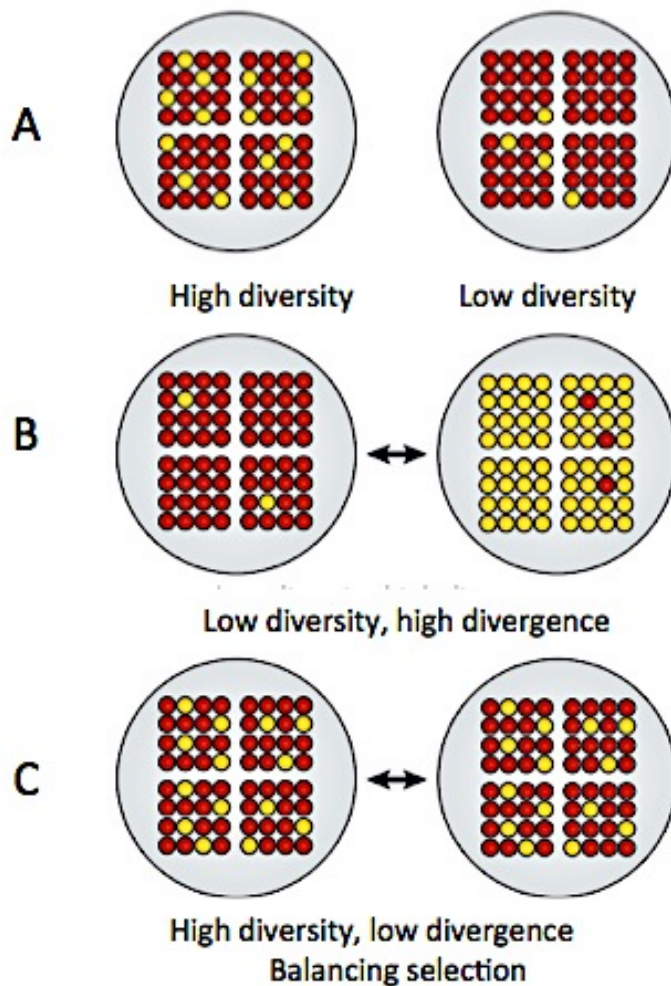 A
High diversity
Low diversity
B
Low diversity, high divergence
C
High diversity, low divergence
Balancing selection